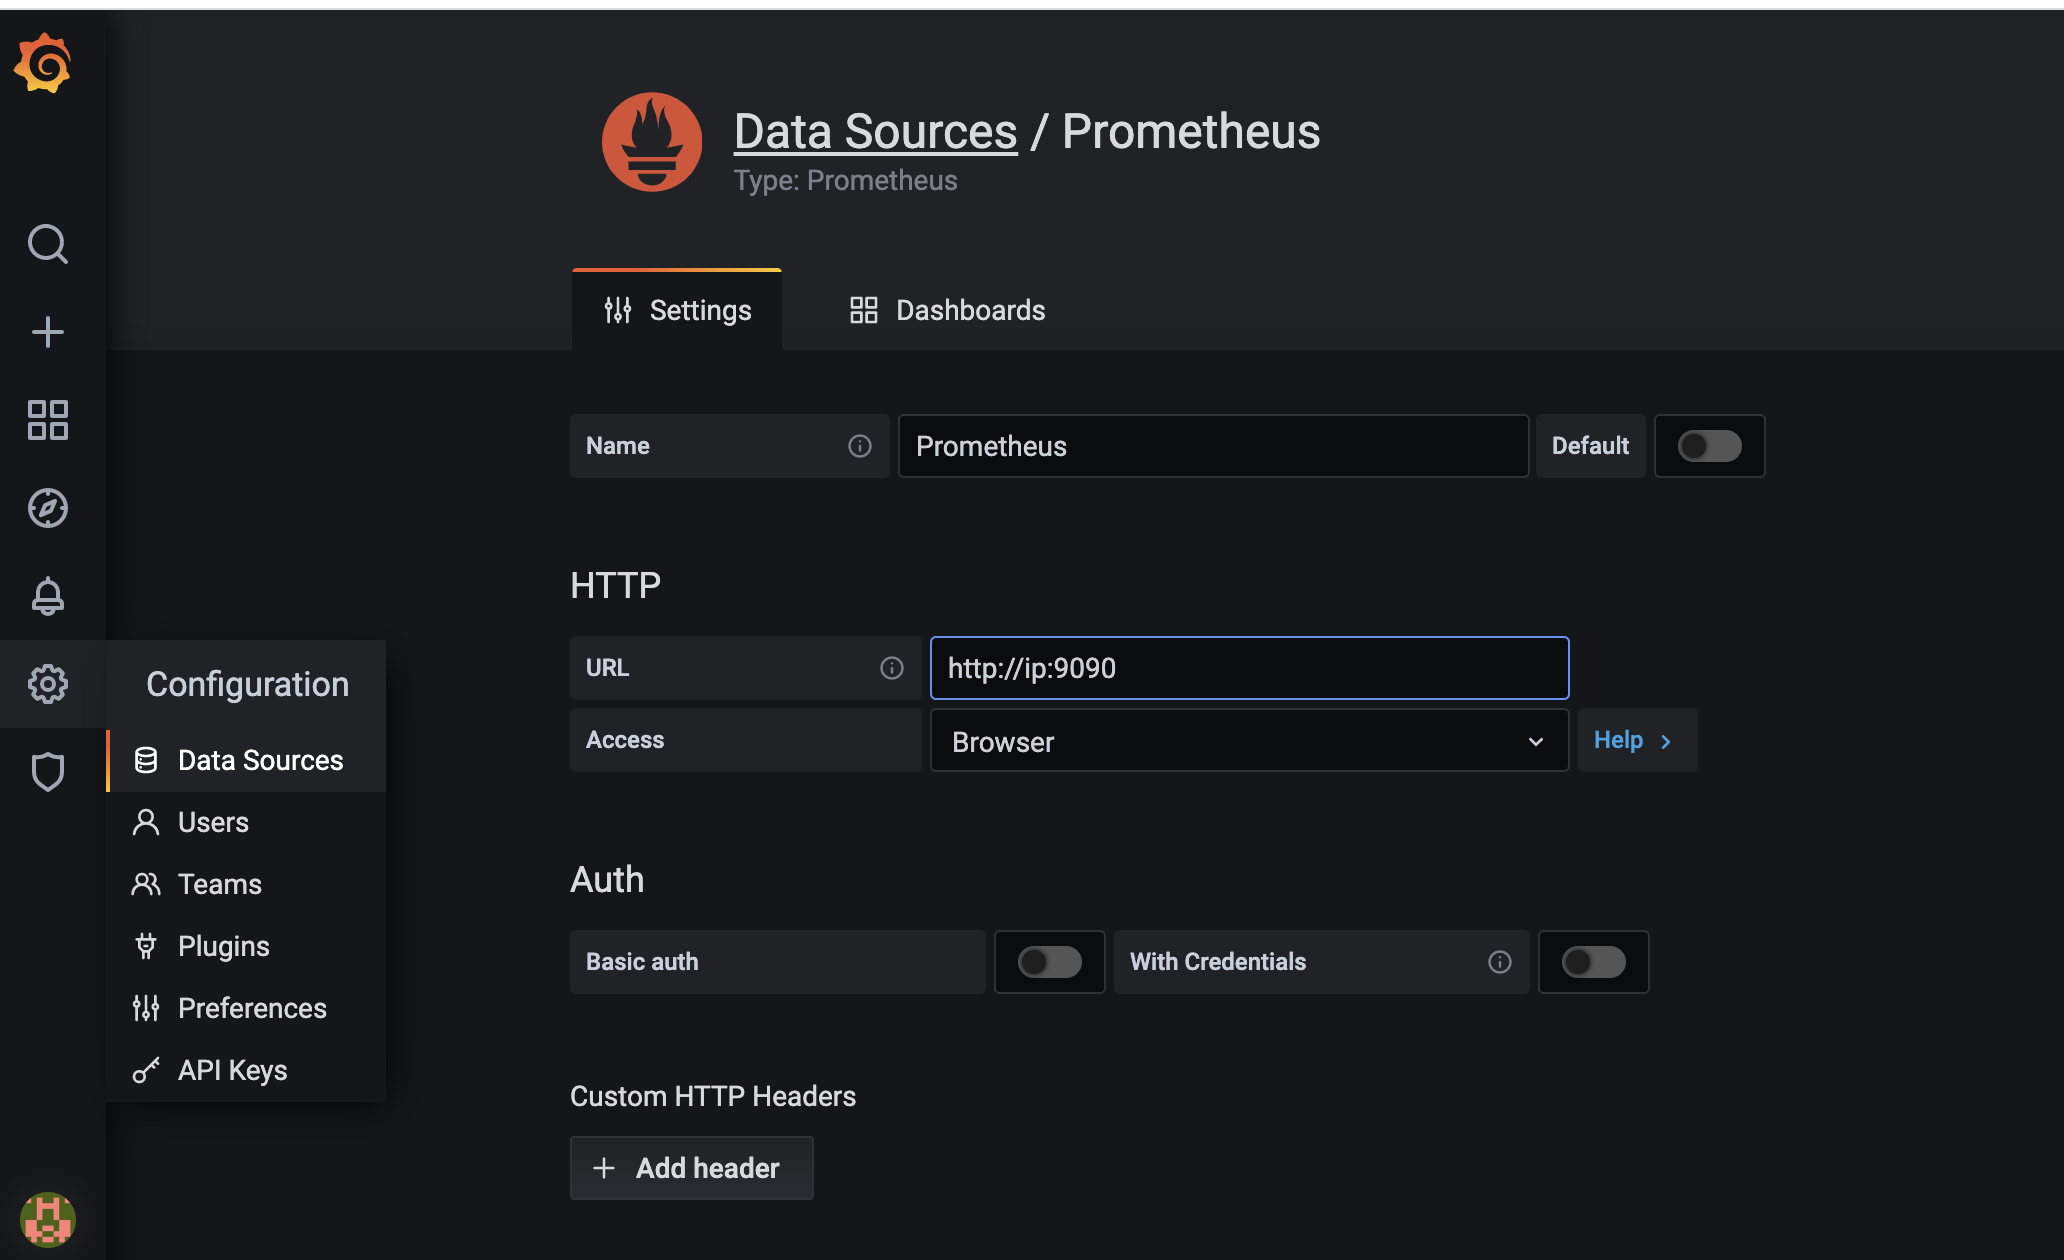 Data Sources / Prometheus
Type: Prometheus
Settings
Dashboards
Name
Prometheus
Default
HTTP
URL
http://ip:9090
Access
Browser
Help
Auth
Basic auth
With Credentials
Custom HTTP Headers
Add header
Configuration
Data Sources
Users
Teams
Plugins
Preferences
API Keys